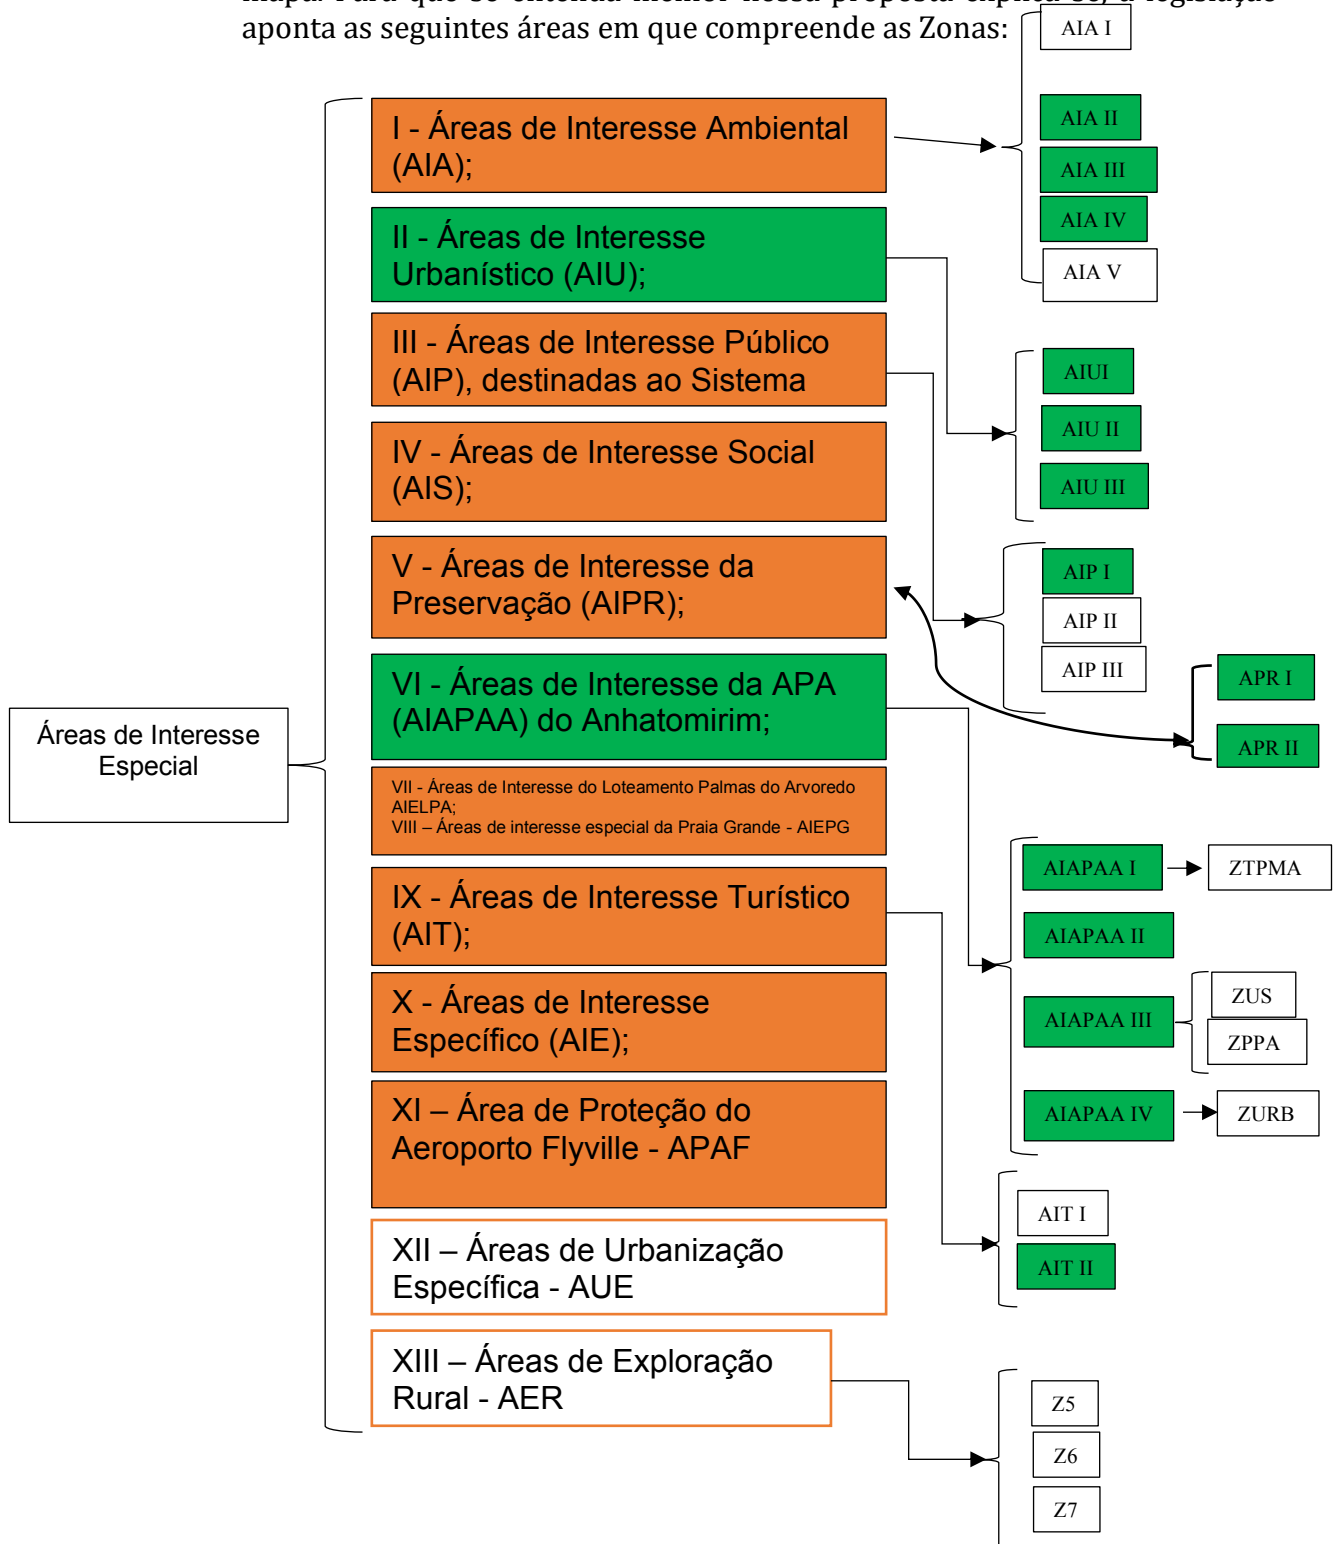 aponta as seguintes áreas em que compreende as Zonas:
AIA I
I - Áreas de Interesse Ambiental
(AIA);
AIA II
AIA III
AIA IV
AIA V
II - Áreas de Interesse
Urbanístico (AIU);
III - Áreas de Interesse Público
(AIP), destinadas ao Sistema
AIUI
AIU II
AIU III
IV - Áreas de Interesse Social
(AIS);
V - Áreas de Interesse da
Preservação (AIPR);
AIP I
AIP II
AIP III
APR I
APR II
VI - Áreas de Interesse da APA
(AIAPAA) do Anhatomirim;
Áreas de Interesse
Especial
VII - Áreas de Interesse do Loteamento Palmas do Arvoredo
AIELPA;
VIII – Áreas de interesse especial da Praia Grande - AIEPG
AIAPAA I
ZTPMA
AIAPAA II
AIAPAA III
ZUS
ZPPA
AIAPAA IV
ZURB
IX - Áreas de Interesse Turístico
(AIT);
X - Áreas de Interesse
Específico (AIE);
XI – Área de Proteção do
Aeroporto Flyville - APAF
AIT I
AIT II
XII – Áreas de Urbanização
Específica - AUE
XIII – Áreas de Exploração
Rural - AER
Z5
Z6
Z7